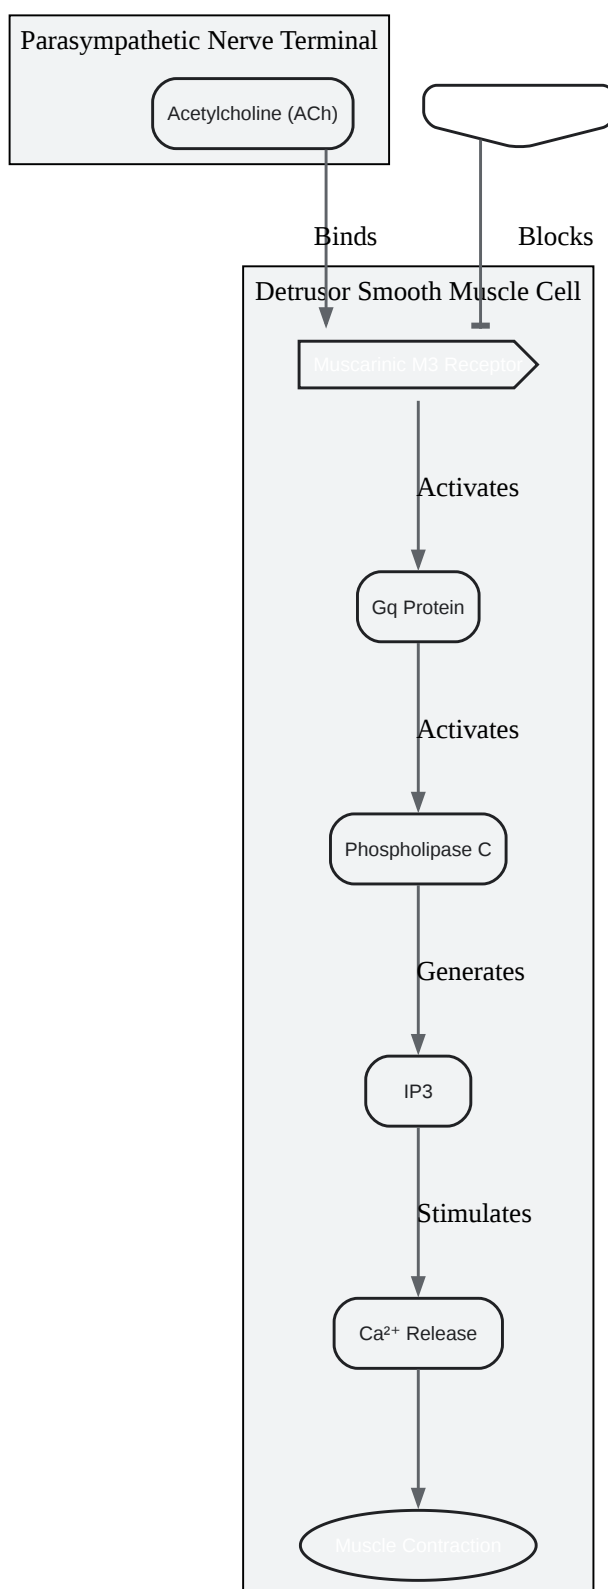 Parasympathetic Nerve Terminal
Acetylcholine (ACh)
Binds
Blocks
Detrusor Smooth Muscle Cell
Muscarinic M3 Receptor
Activates
Gq Protein
Activates
Phospholipase C
Generates
IP3
Stimulates
Ca²⁺ Release
Muscle Contraction